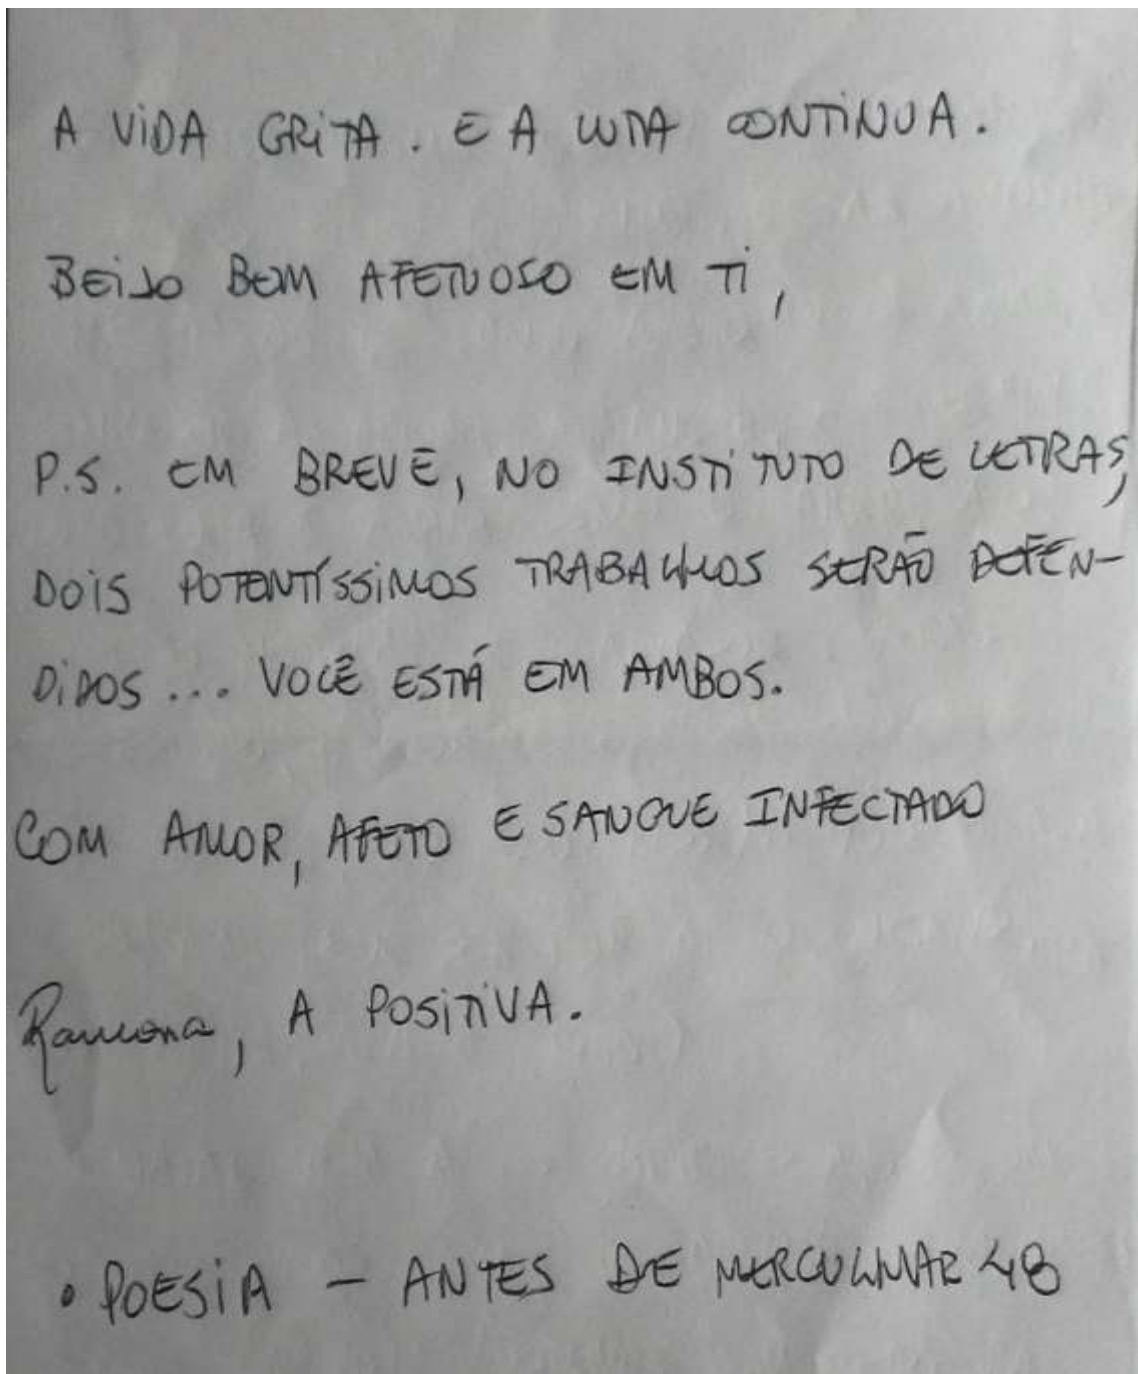 A VIDA GRITA. E A LUTA CONTINUA.
BEIJO BEM AFETUOSO EM TI,
P.S. EM BREVE, NO INSTITUTO DE LETRAS,
DOIS POTENTÍSSIMOS TRABALHOS SERÃO DEFEN-
DIDOS... VOCÊ ESTÁ EM AMBOS.
COM AMOR, AFETO E SANGUE INFECTADO
Ramona, A POSITIVA.
• POESIA – ANTES DE MERGULHAR 48